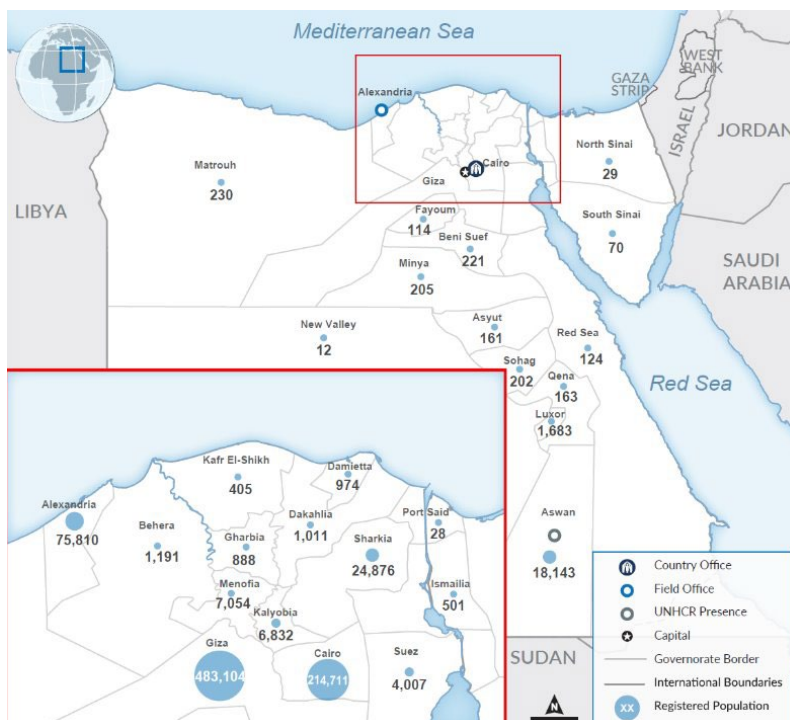 Mediterranean Sea
Alexandria
GAZA
STRIP
WEST
BANK
ISRAEL
JORDAN
Matrouh
230
Cairo
Giza
North Sinai
29
LIBYA
Fayoum
114
Beni Suef
221
South Sinai
70
SAUDI
ARABIA
Minya
205
New Valley
12
Asyut
161
Red Sea
124
Sohag
202
Qena
163
Red Sea
Luxor
1,683
Kafr El-Shikh
405
Damietta
974
Alexandria
75,810
Behera
1,191
Dakahlia
1,011
Port Said
28
Gharbia
888
Sharkia
24,876
Aswan
18,143
Menofia
7,054
Kalyobia
6,832
Ismailia
501
Giza
483,104
Cairo
214,711
Suez
4,007
SUDAN
N
Country Office
Field Office
UNHCR Presence
Capital
Governorate Border
International Boundaries
XX Registered Population